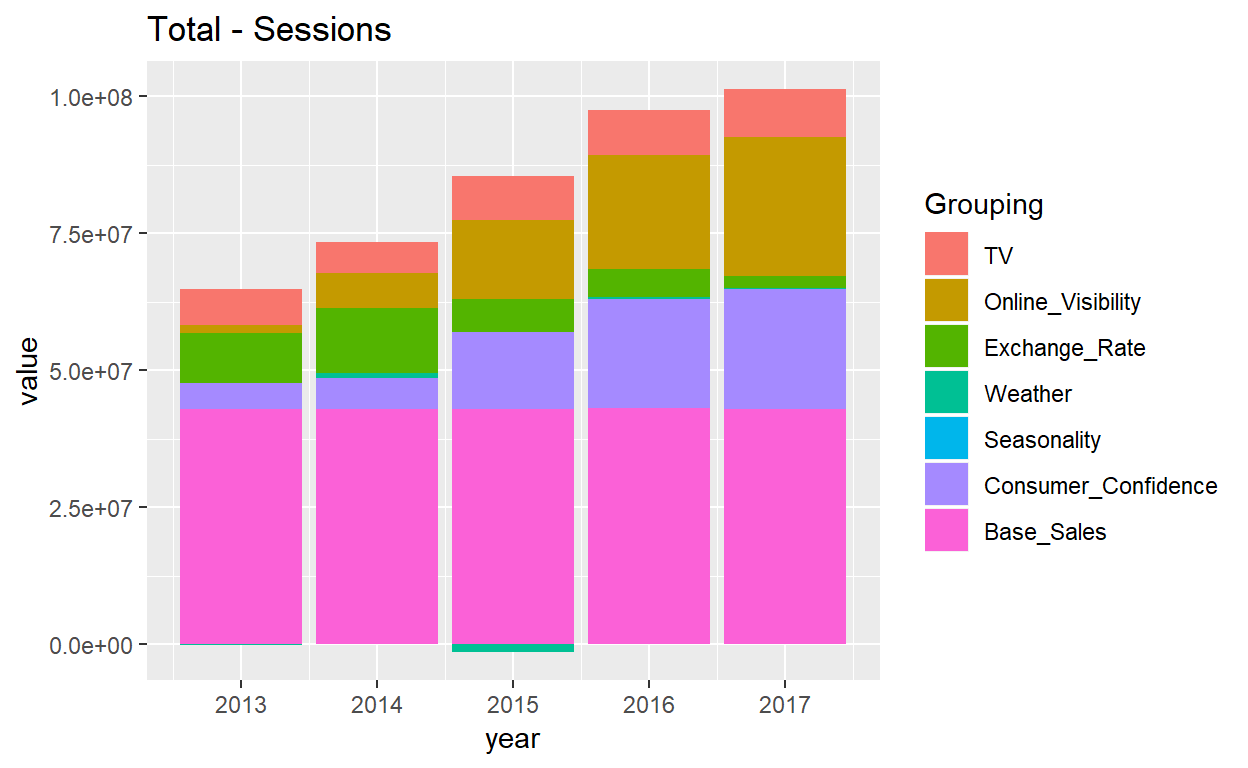 Total - Sessions
1.0e+08
7.5e+07
5.0e+07
2.5e+07
0.0e+00
value
2013 2014 2015 2016 2017
year
Grouping
TV
Online_Visibility
Exchange_Rate
Weather
Seasonality
Consumer_Confidence
Base_Sales